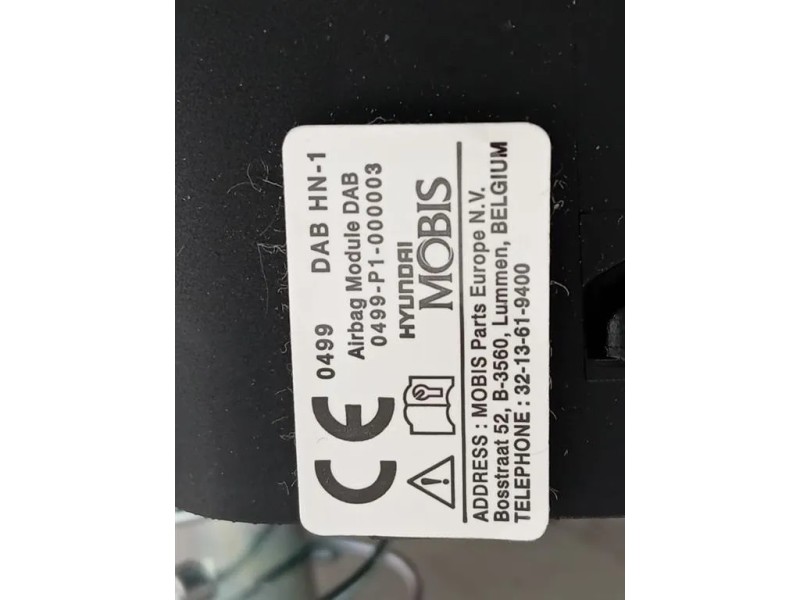 CE 0499 DAB HN-1
Airbag Module DAB
0499-P1-000003
HYUNDAI
MOBIS
ADDRESS : MOBIS Parts Europe N.V.
Bosstraat 52, B-3560, Lummen, BELGIUM
TELEPHONE : 32-13-61-9400